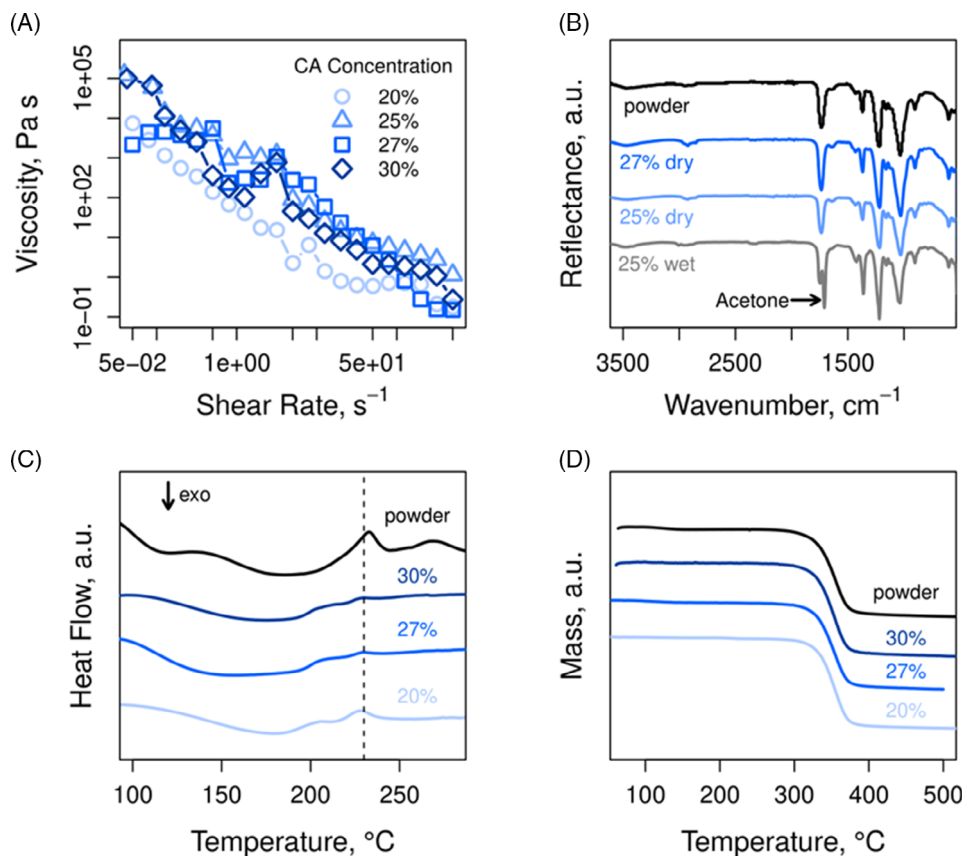 (A)
Viscosity, Pa s
1e+05
1e+02
1e−01
CA Concentration
20%
25%
27%
30%
5e−02
1e+00
5e+01
Shear Rate, s⁻¹
(B)
Reflectance, a.u.
powder
27% dry
25% dry
25% wet
Acetone
3500
2500
1500
Wavenumber, cm⁻¹
(C)
Heat Flow, a.u.
exo
powder
30%
27%
20%
100
150
200
250
Temperature, °C
(D)
Mass, a.u.
powder
30%
27%
20%
100
200
300
400
500
Temperature, °C